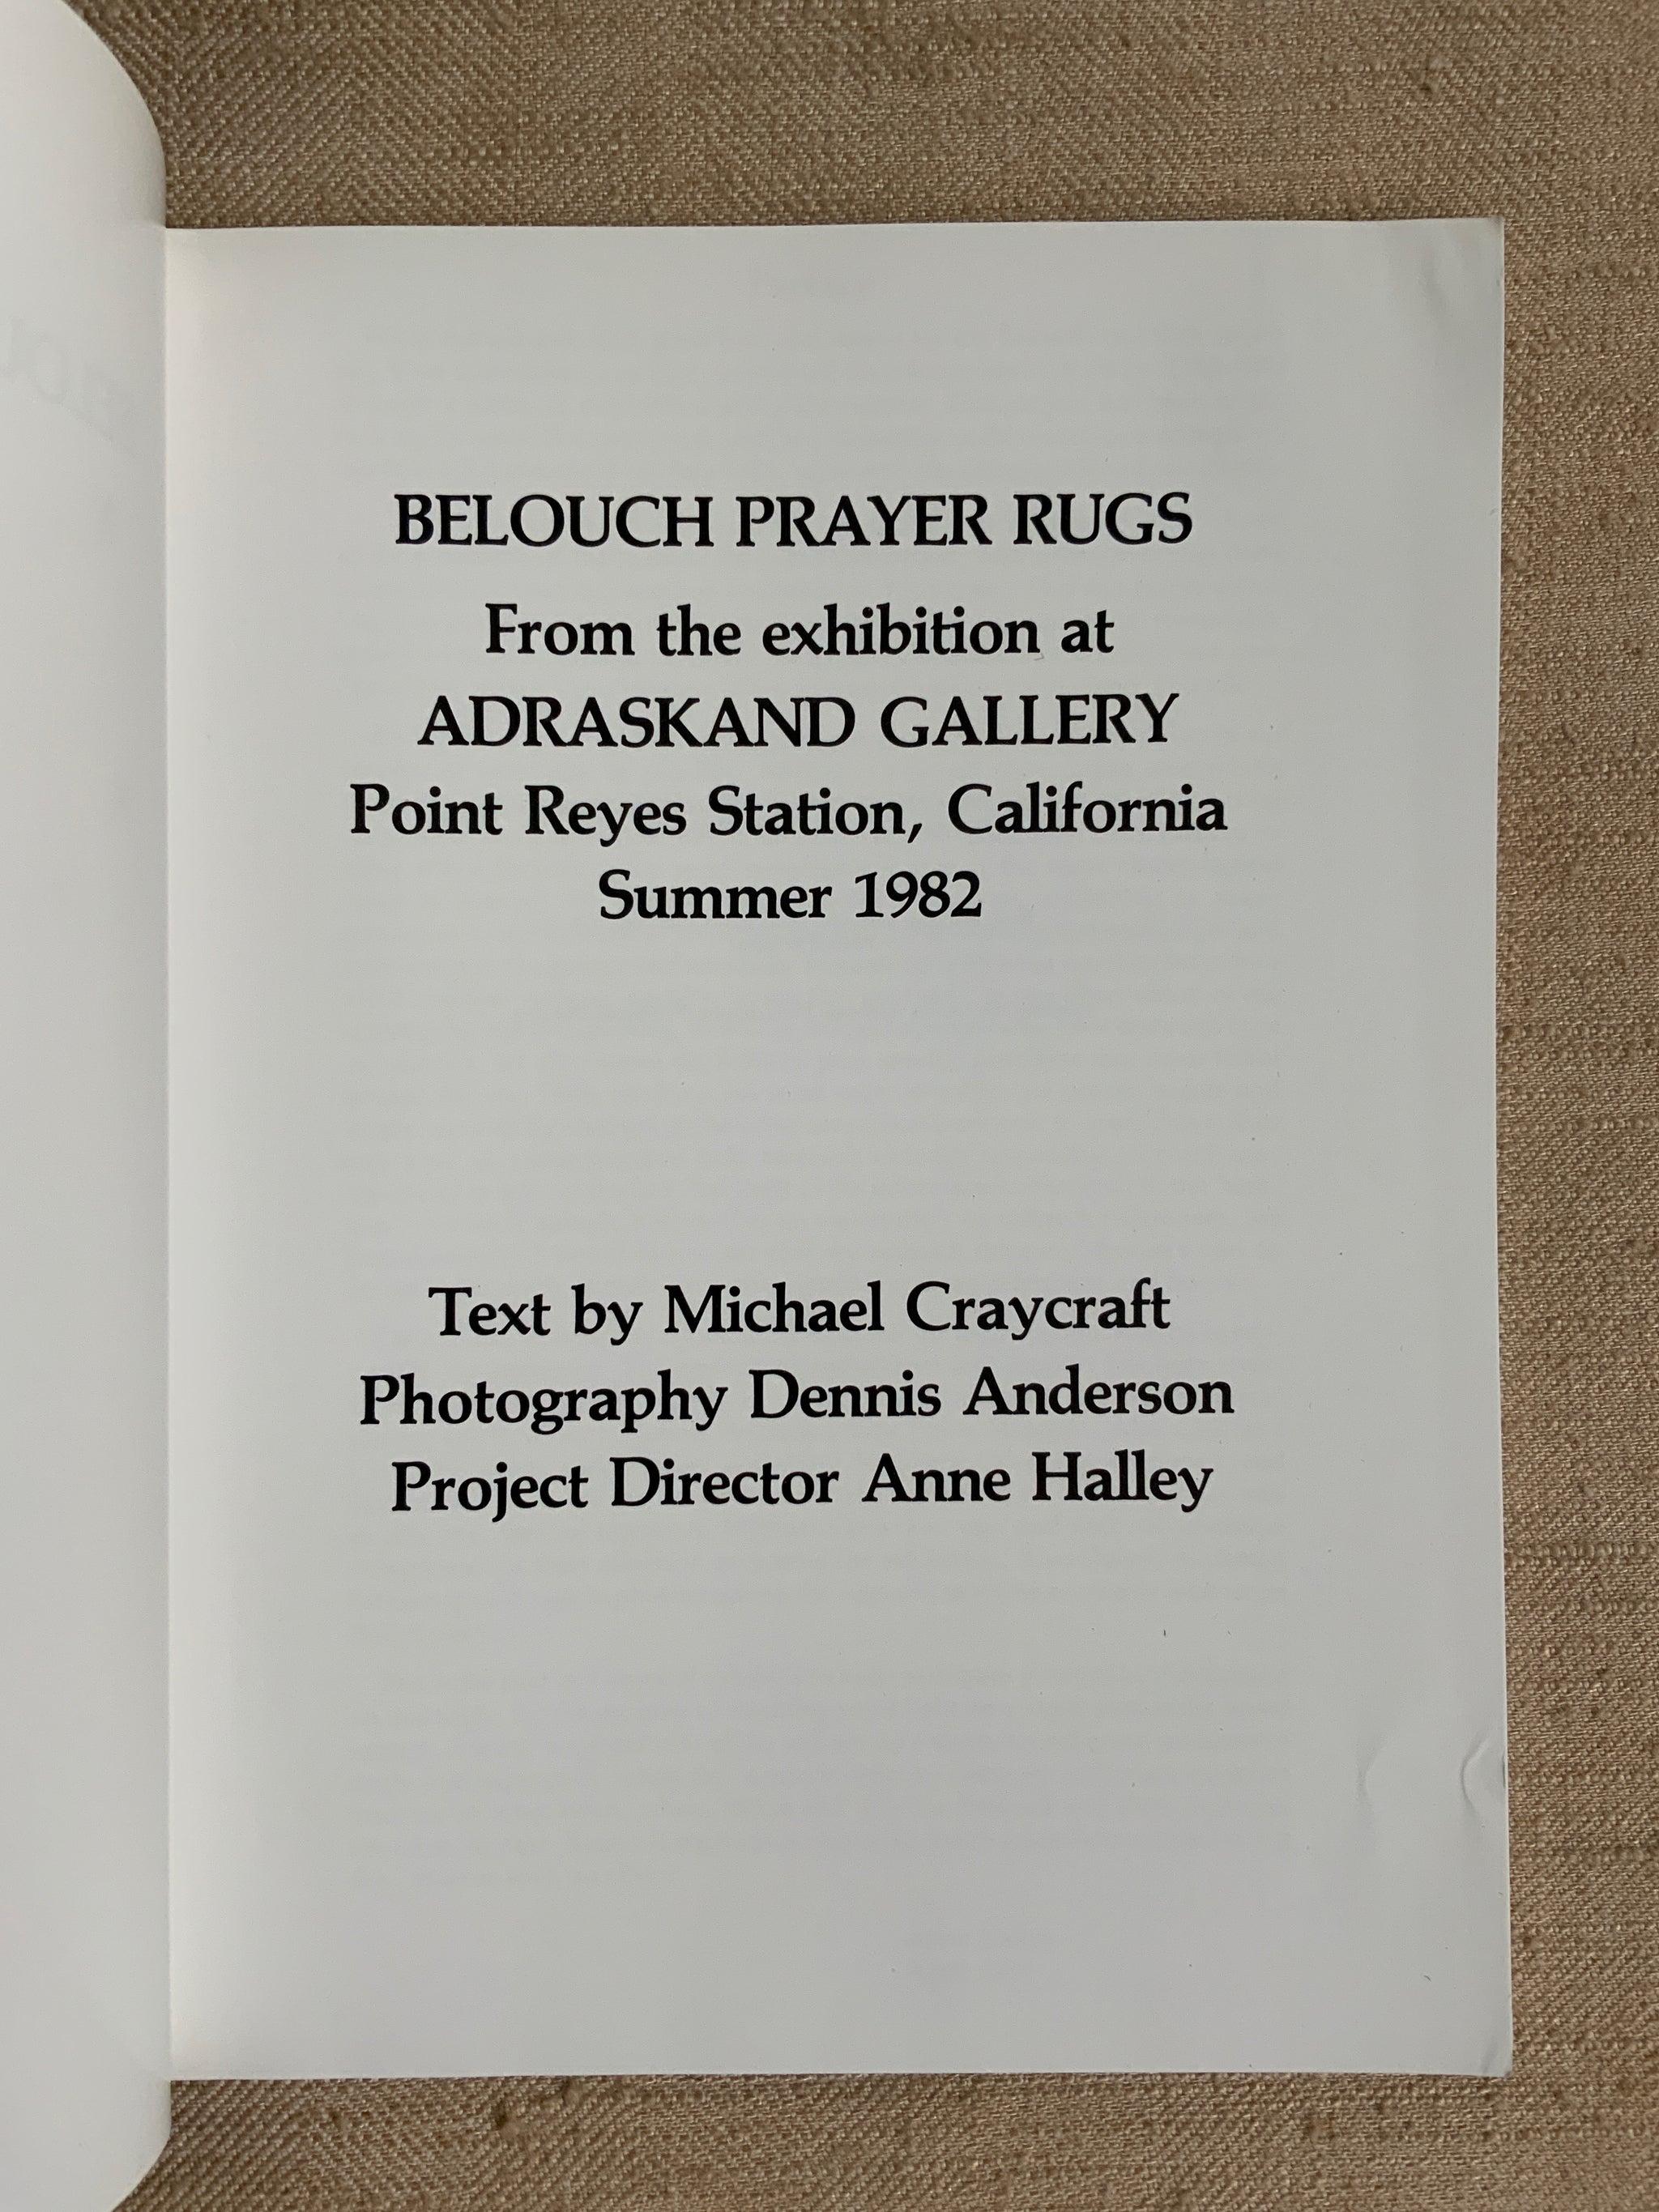 BELOUCH PRAYER RUGS
From the exhibition at
ADRASKAND GALLERY
Point Reyes Station, California
Summer 1982
Text by Michael Craycraft
Photography Dennis Anderson
Project Director Anne Halley